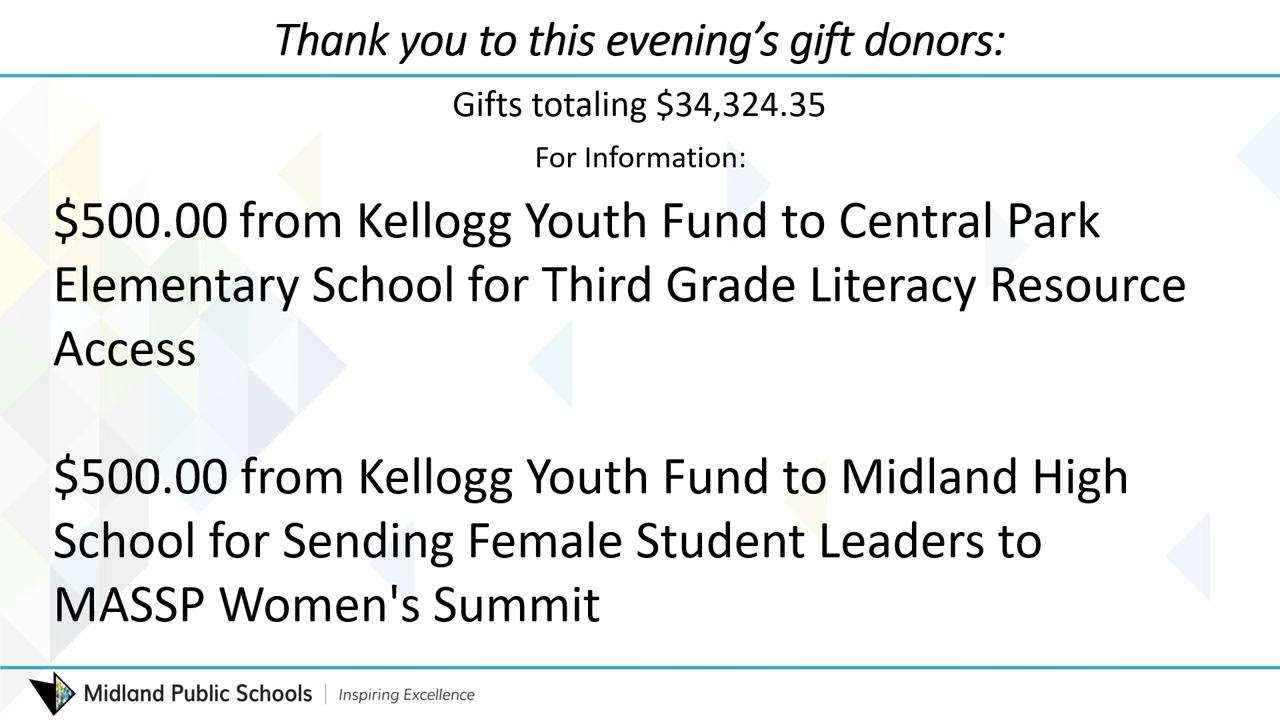 Thank you to this evening’s gift donors:
Gifts totaling $34,324.35
For Information:
$500.00 from Kellogg Youth Fund to Central Park
Elementary School for Third Grade Literacy Resource
Access
$500.00 from Kellogg Youth Fund to Midland High
School for Sending Female Student Leaders to
MASSP Women's Summit
Midland Public Schools | Inspiring Excellence